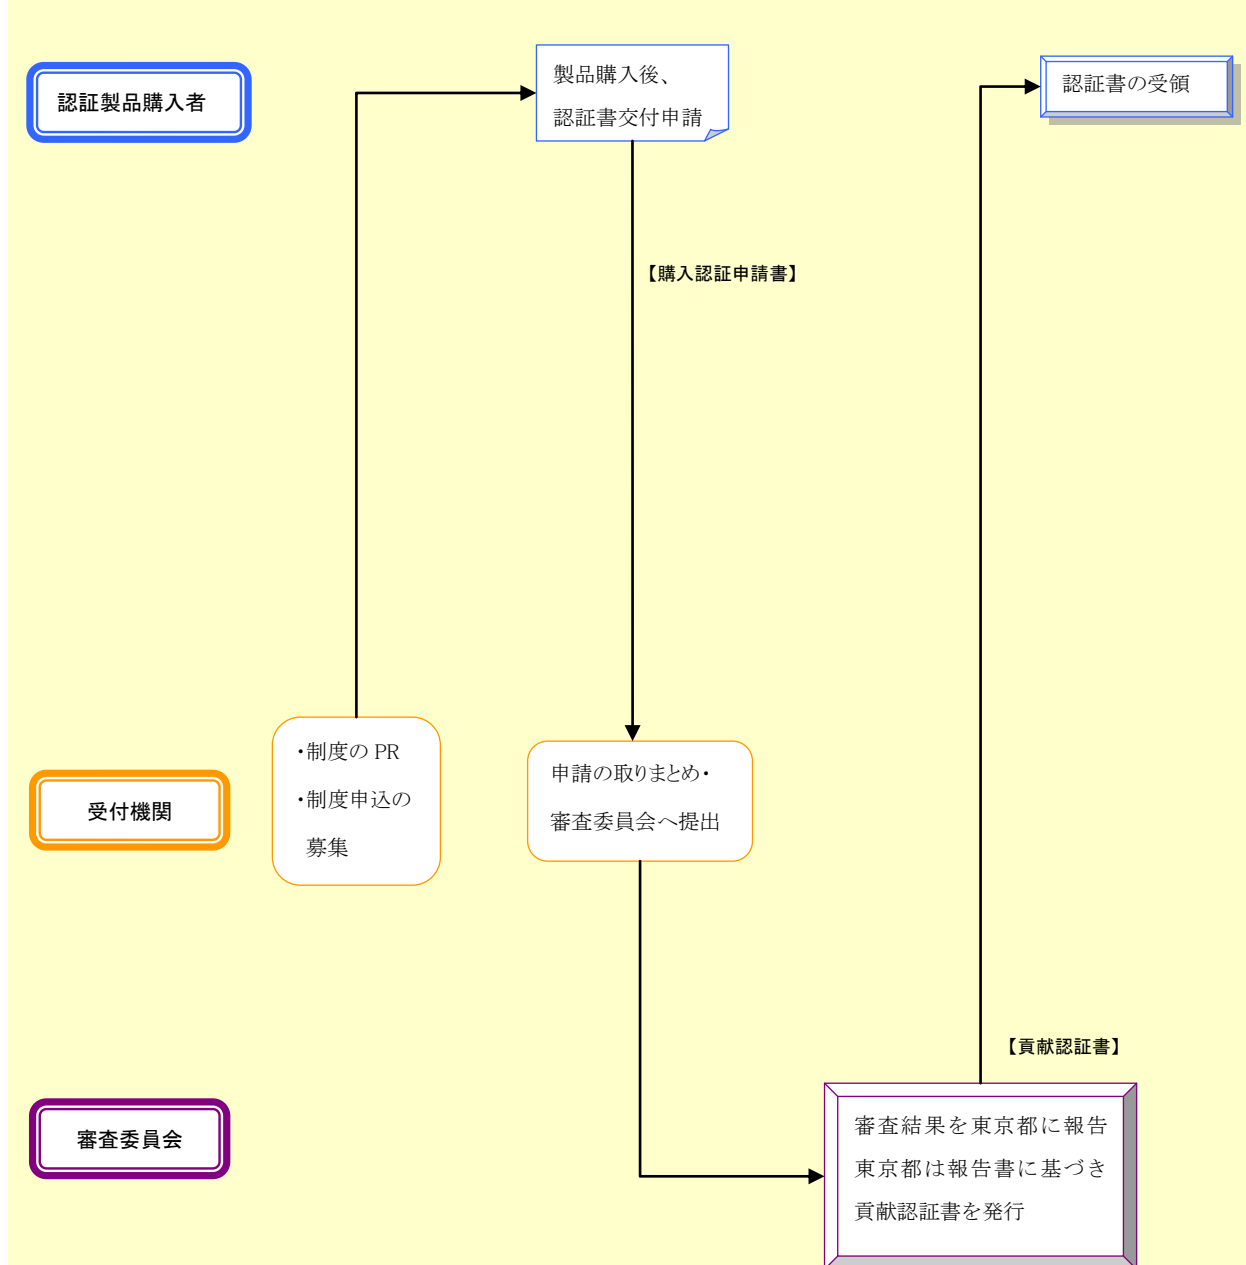 認証製品購入者
製品購入後、
認証書交付申請
認証書の受領
【購入認証申請書】
・制度の PR
・制度申込の
募集
受付機関
申請の取りまとめ・
審査委員会へ提出
【貢献認証書】
審査委員会
審査結果を東京都に報告
東京都は報告書に基づき
貢献認証書を発行